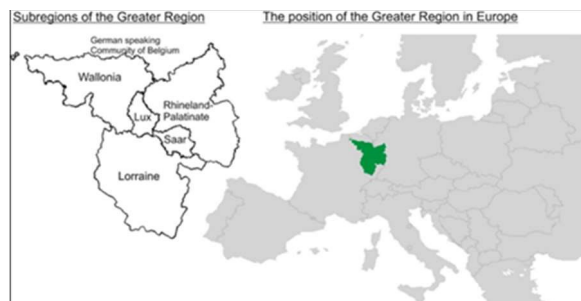 Subregions of the Greater Region
The position of the Greater Region in Europe
German speaking
Community of Belgium
Wallonia
Rhineland-
Palatinate
Lux
Saar
Lorraine